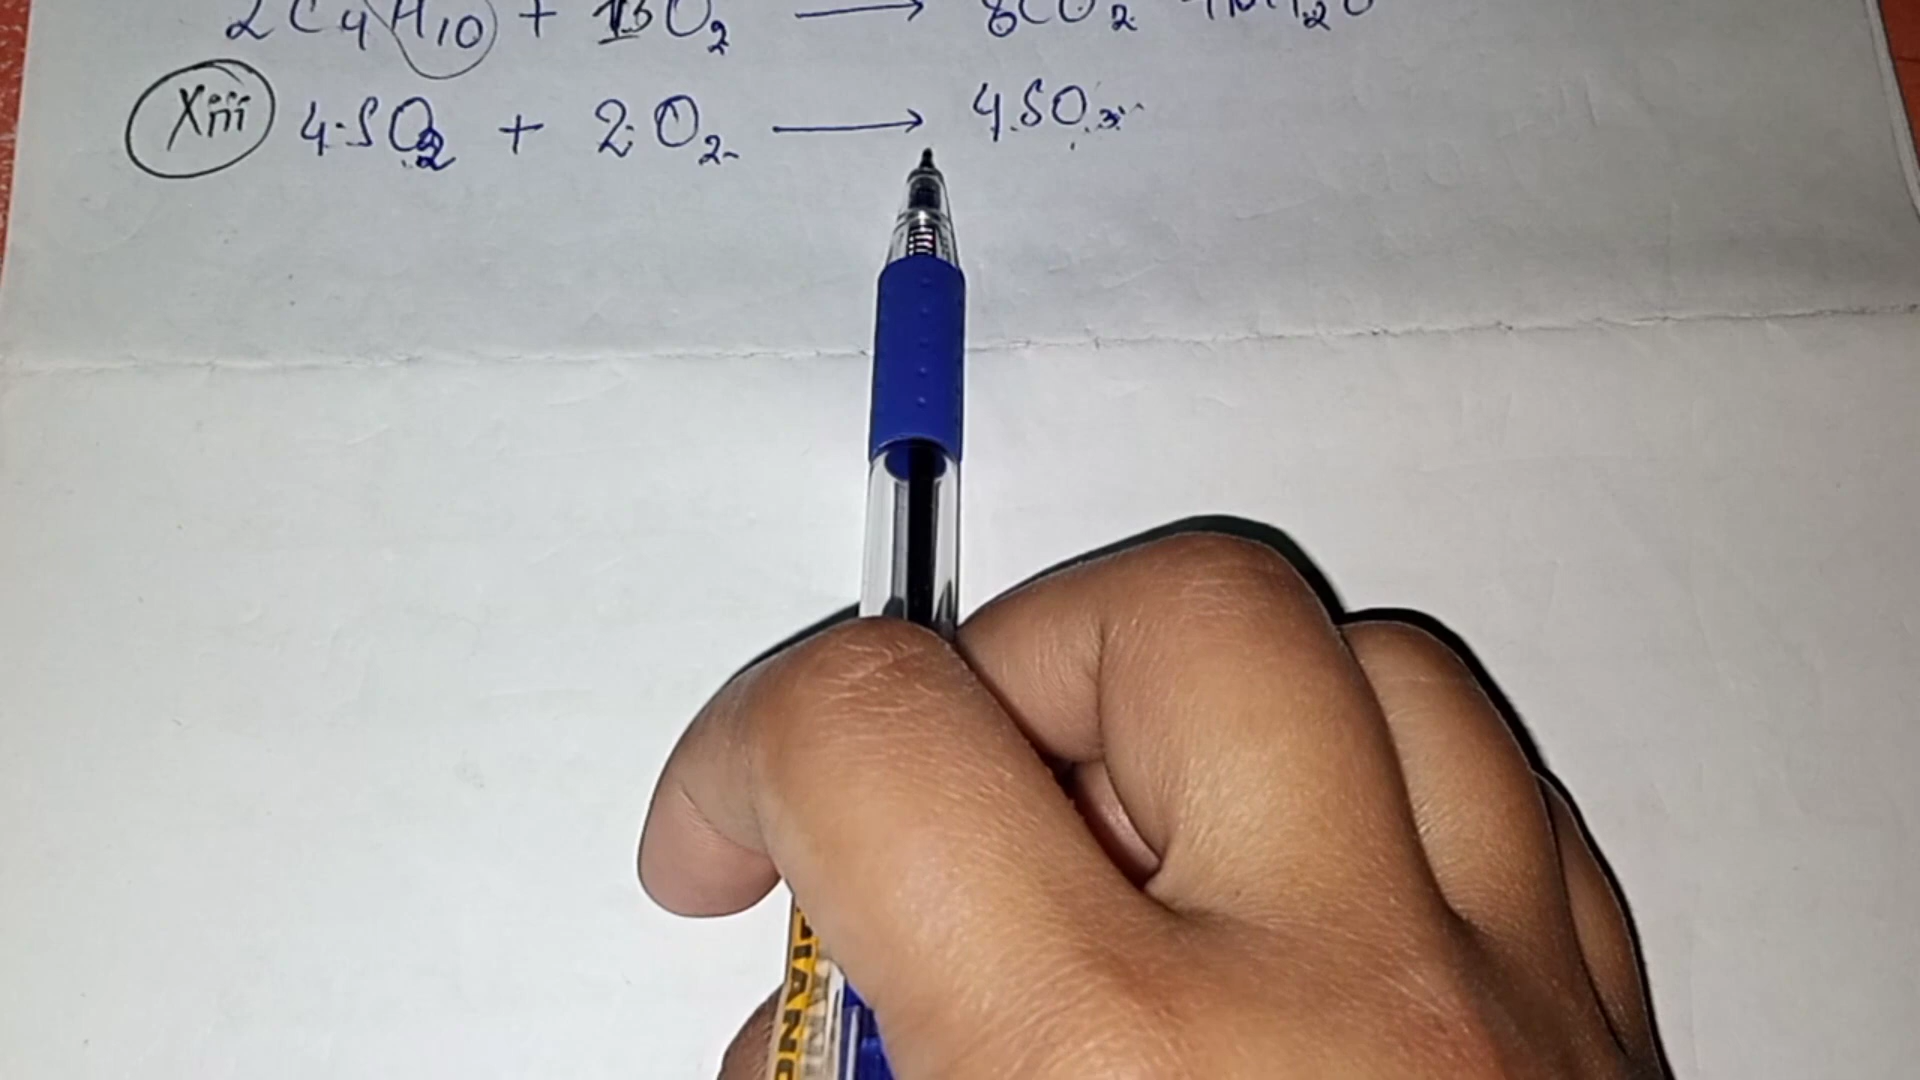 2C₄H₁₀ + 13O₂ → 8CO₂
Xiii 4SO₂ + 2O₂ → 4SO₃